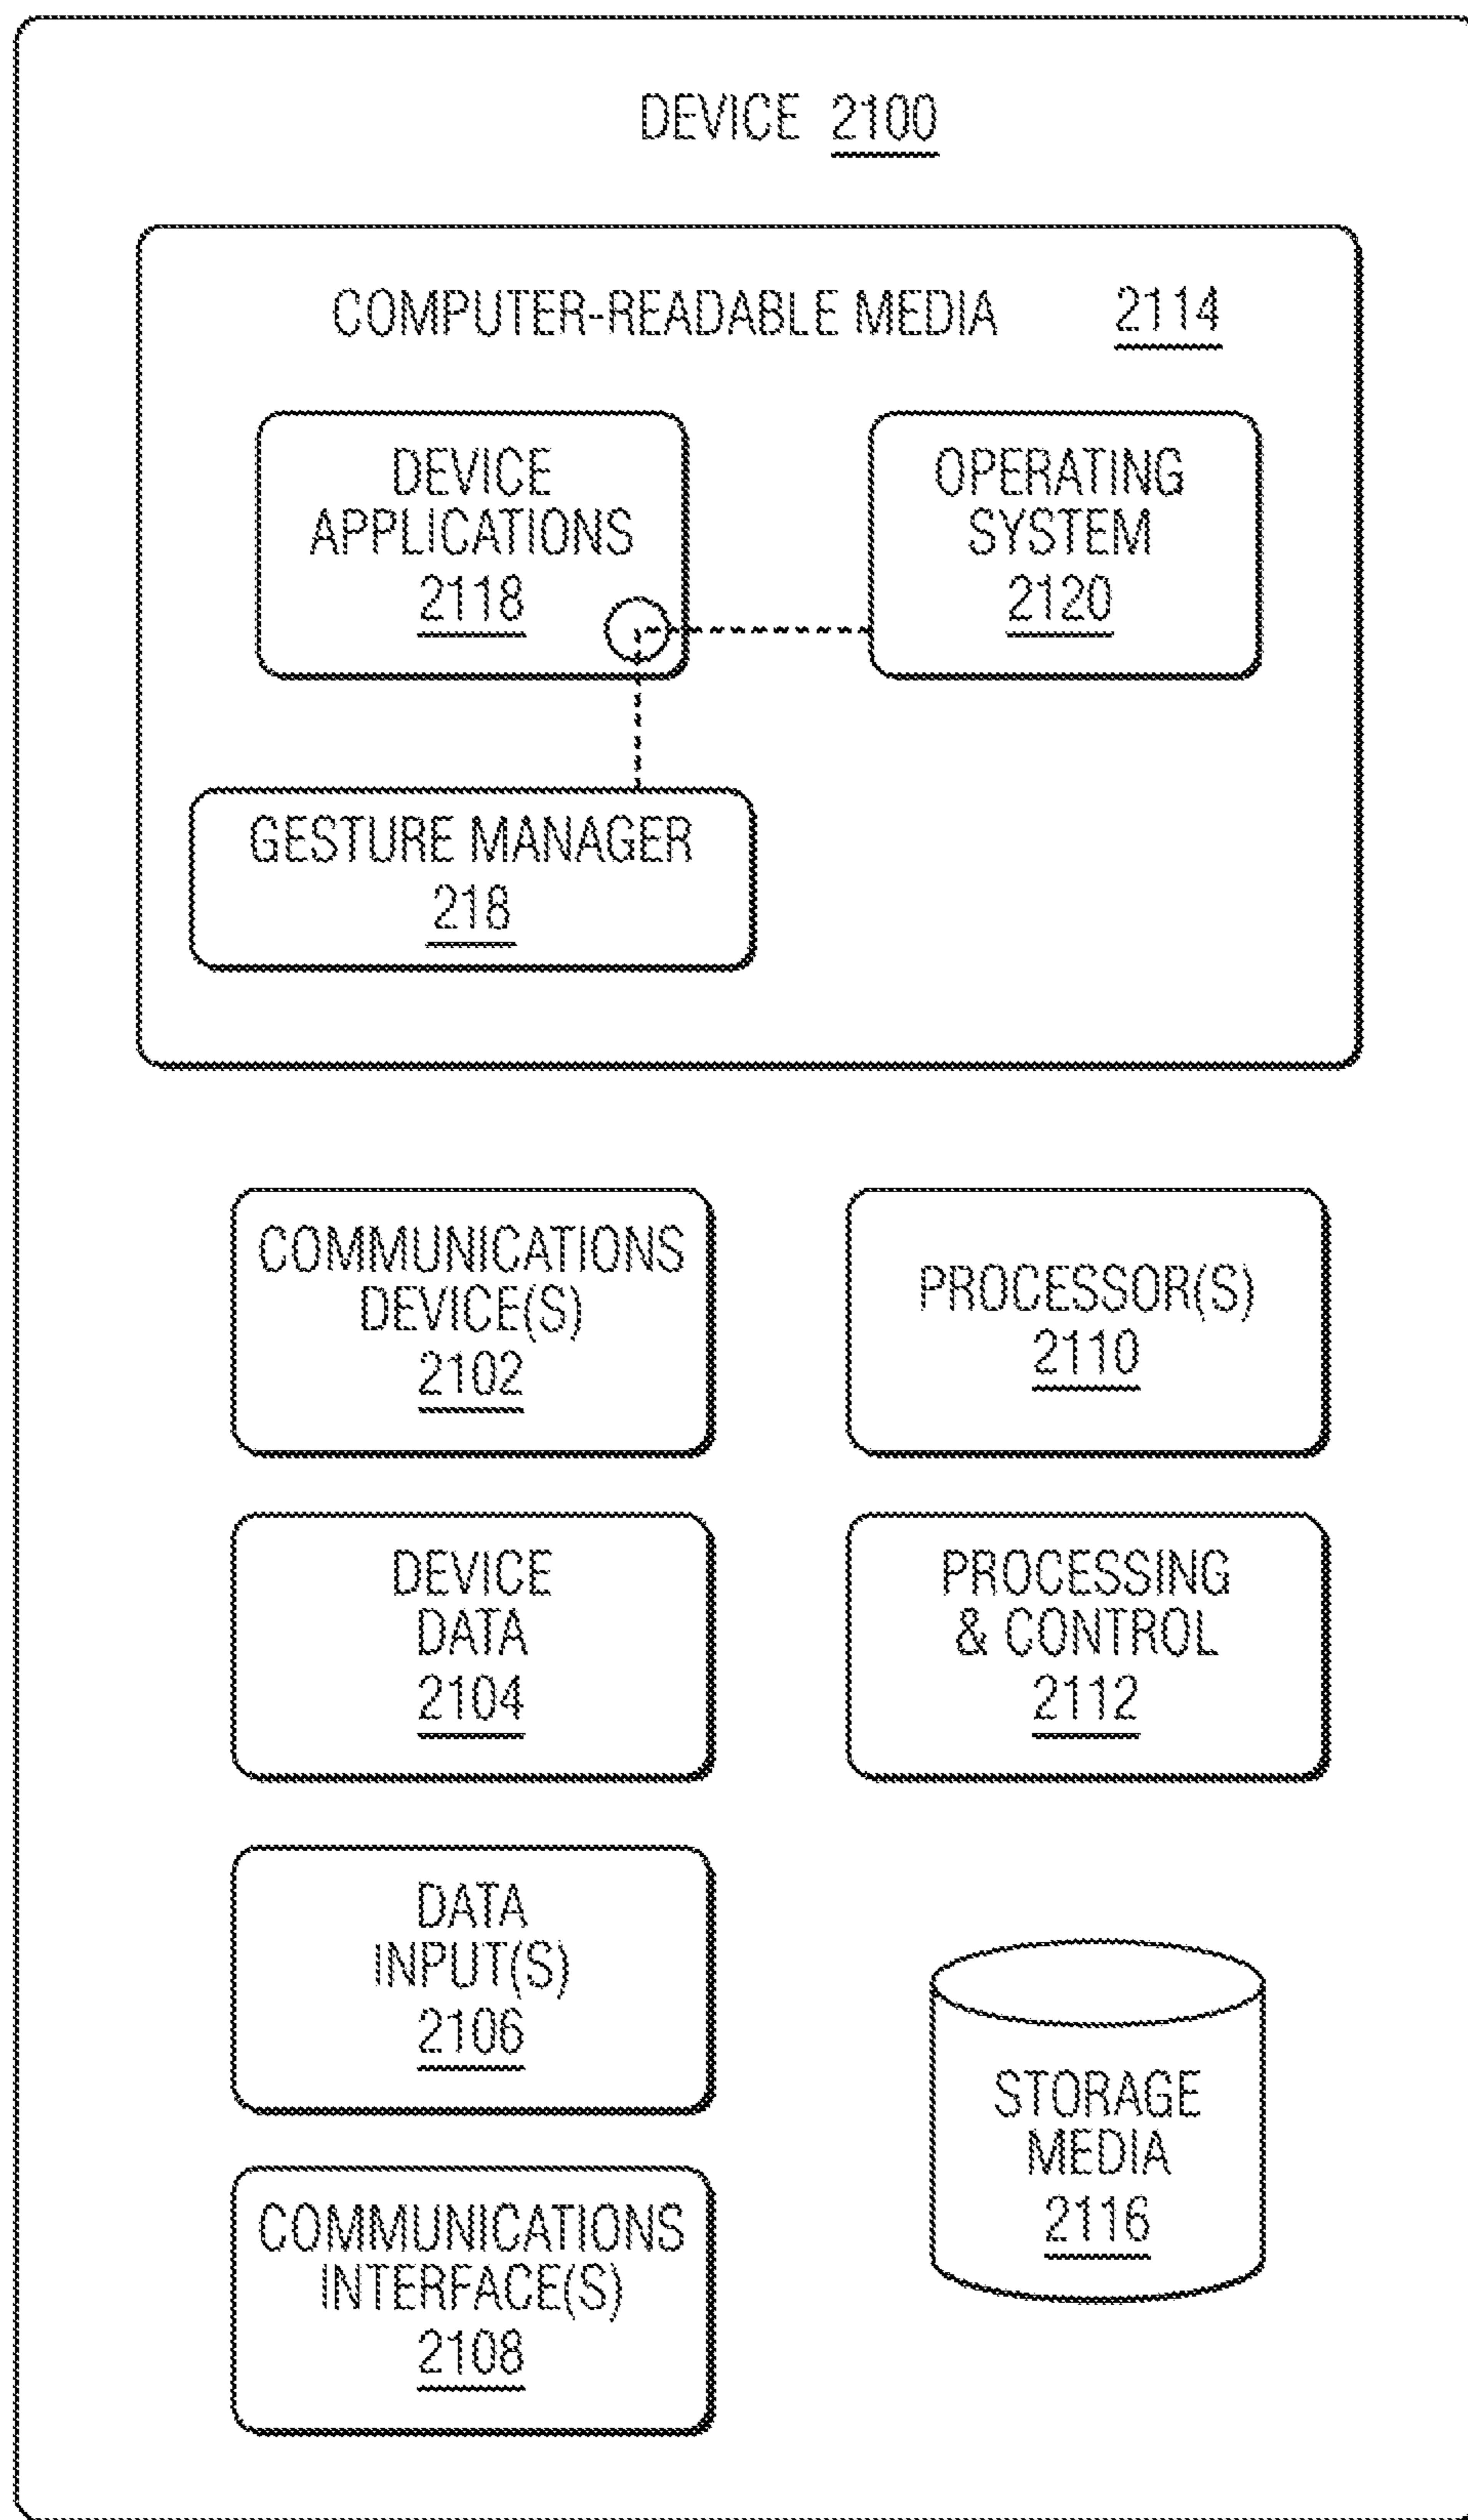 DEVICE 2100
COMPUTER-READABLE MEDIA 2114
DEVICE
APPLICATIONS
2118
OPERATING
SYSTEM
2120
GESTURE MANAGER
218
COMMUNICATIONS
DEVICE(S)
2102
PROCESSOR(S)
2110
DEVICE
DATA
2104
PROCESSING
& CONTROL
2112
DATA
INPUT(S)
2106
STORAGE
MEDIA
2116
COMMUNICATIONS
INTERFACE(S)
2108